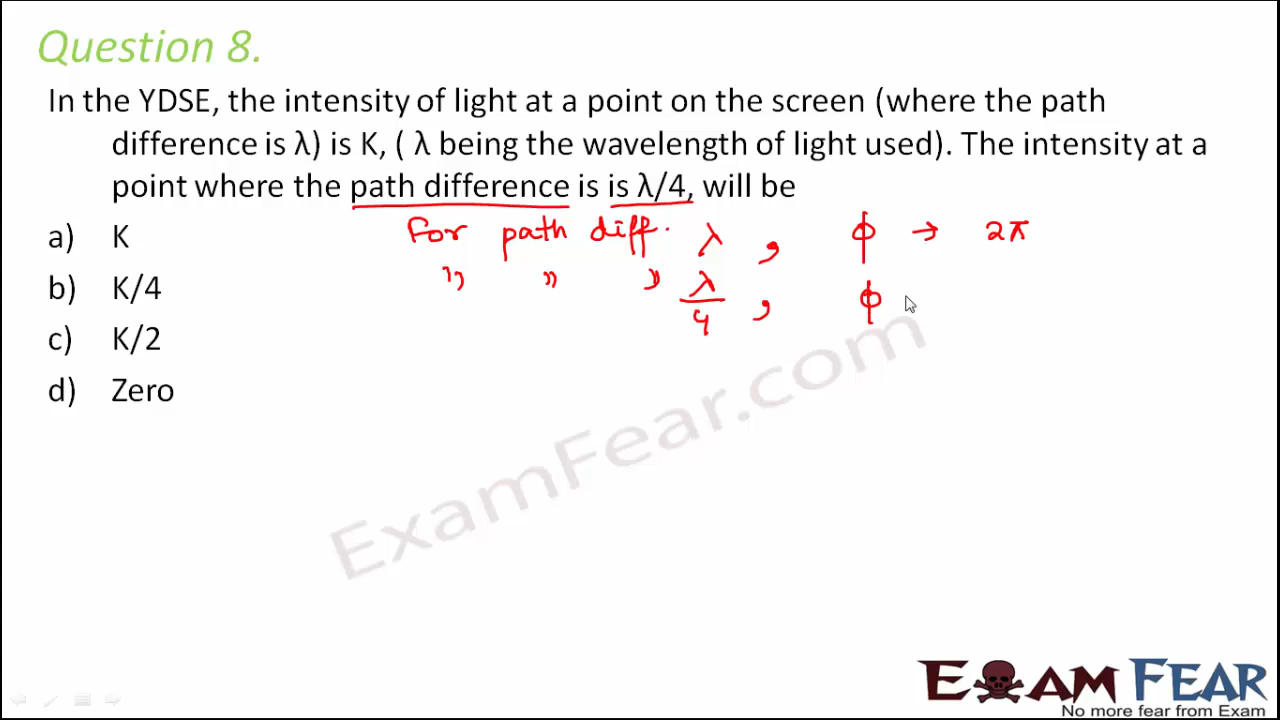 Question 8.
In the YDSE, the intensity of light at a point on the screen (where the path
difference is λ) is K, ( λ being the wavelength of light used). The intensity at a
point where the path difference is is λ/4, will be
For path diff. λ , ϕ → 2π
a) K
" " " λ/4 , ϕ
b) K/4
c) K/2
d) Zero
ExamFear.com
EXAM FEAR
No more fear from Exam